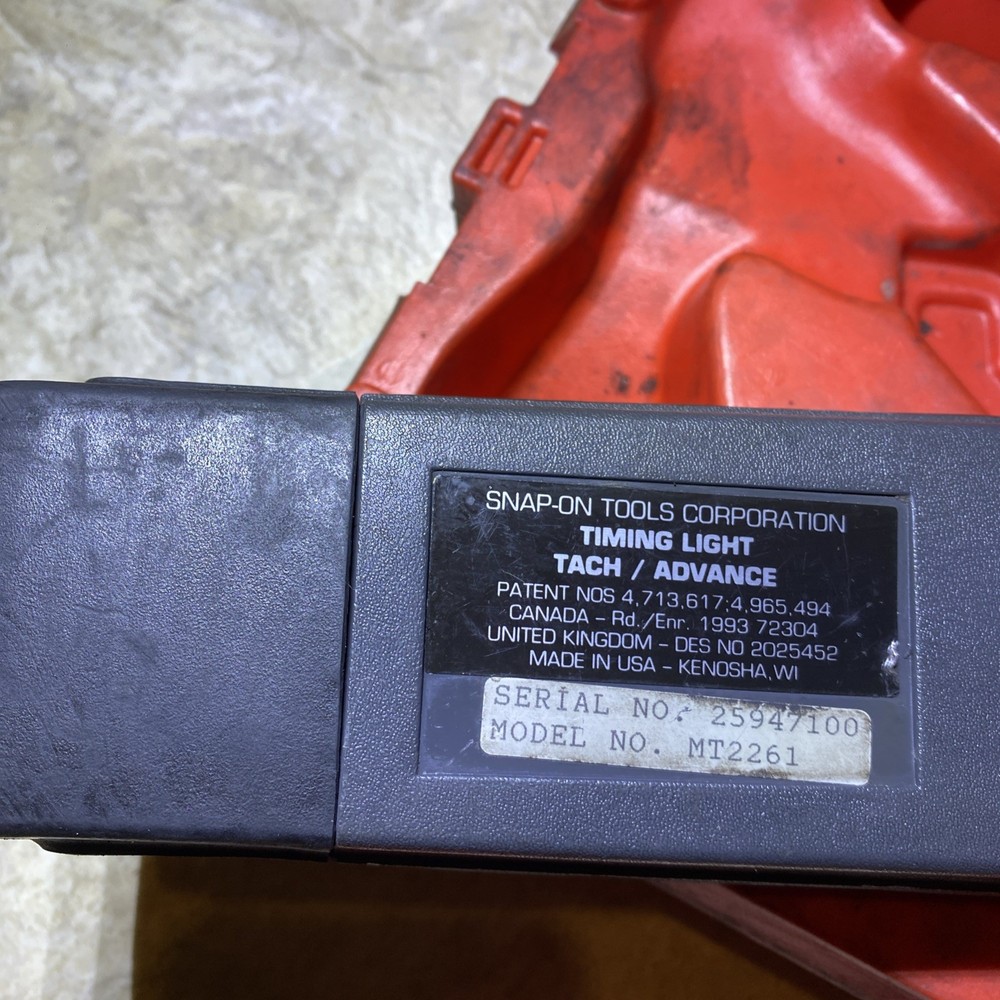 SNAP-ON TOOLS CORPORATION
TIMING LIGHT
TACH / ADVANCE
PATENT NOS 4,713,617;4,965,494
CANADA – Rd./Enr. 1993 72304
UNITED KINGDOM – DES NO 2025452
MADE IN USA – KENOSHA,WI
SERIAL NO. 25947100
MODEL NO. MT2261